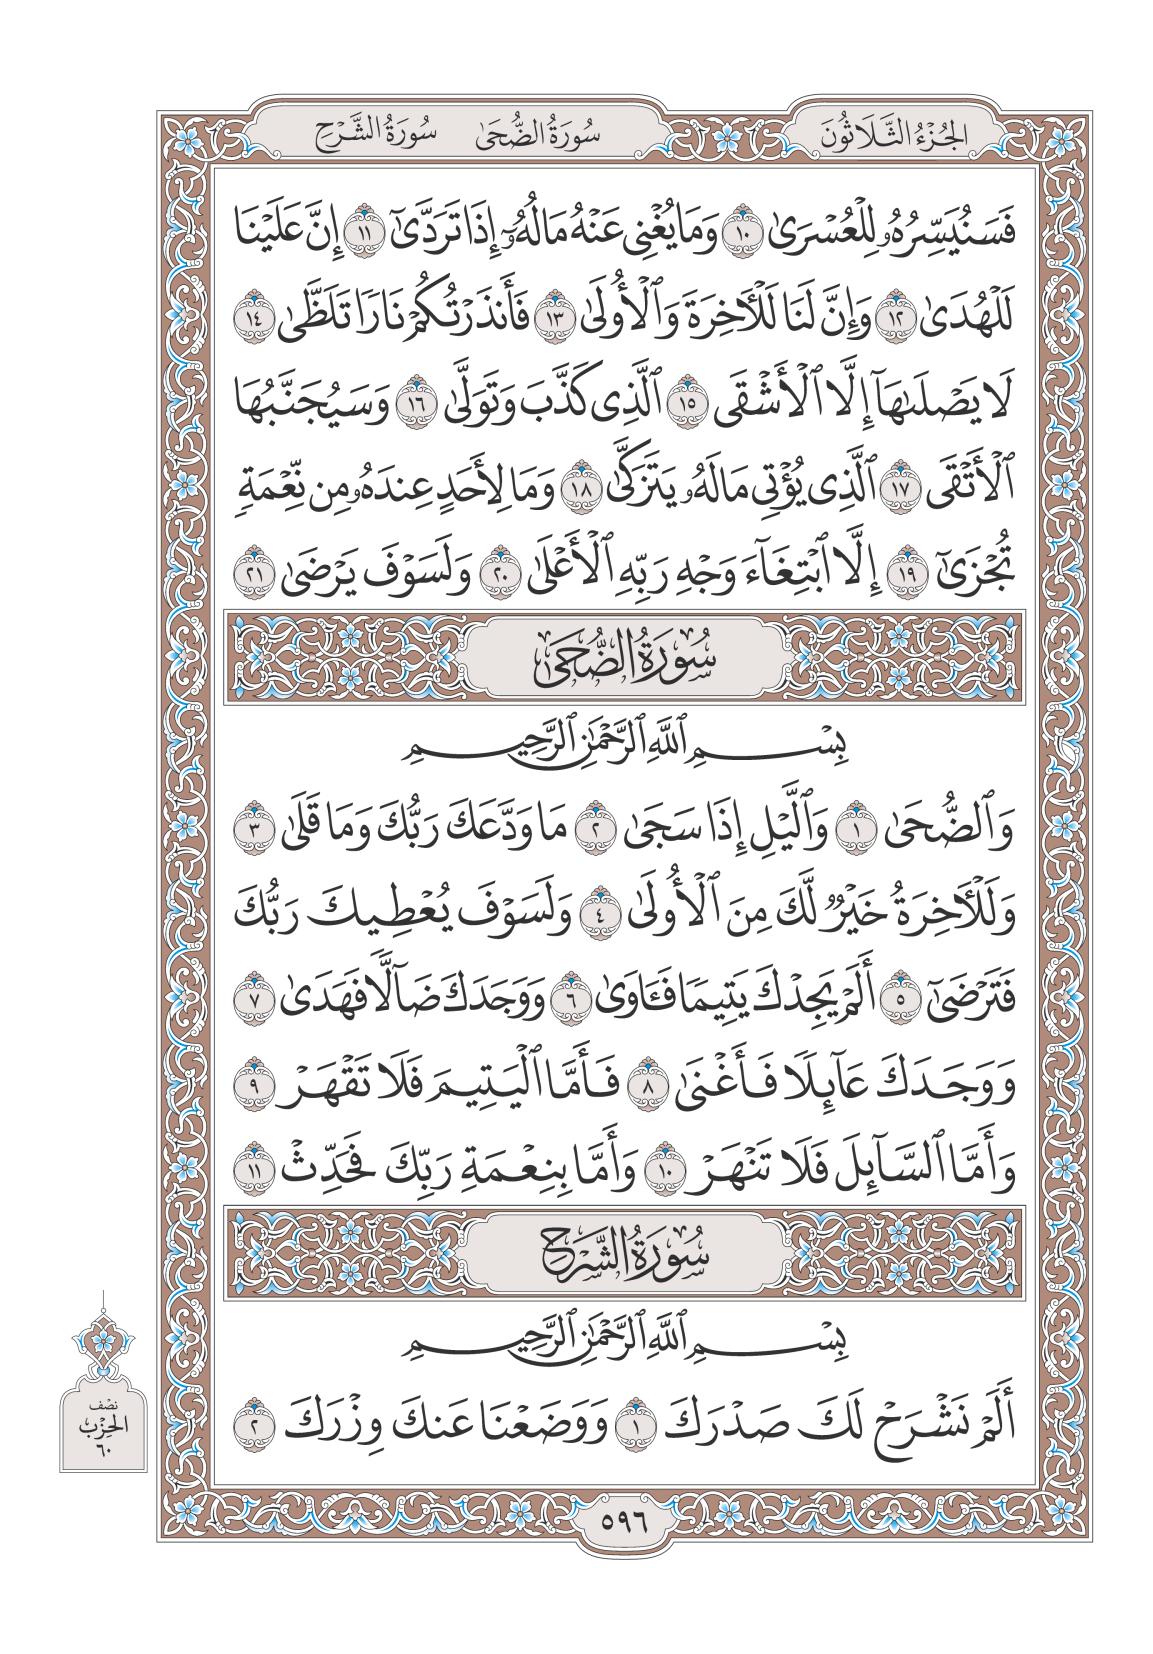 الجُزْءُ الثَّلَاثُونَ سُورَةُ الضُّحَىٰ سُورَةُ الشَّرْحِ
فَسَنُيَسِّرُهُۥ لِلْعُسْرَىٰ ١٠ وَمَا يُغْنِى عَنْهُ مَالُهُۥٓ إِذَا تَرَدَّىٰٓ ١١ إِنَّ عَلَيْنَا
لَلْهُدَىٰ ١٢ وَإِنَّ لَنَا لَلْـَٔاخِرَةَ وَٱلْأُولَىٰ ١٣ فَأَنذَرْتُكُمْ نَارًا تَلَظَّىٰ ١٤
لَا يَصْلَىٰهَآ إِلَّا ٱلْأَشْقَى ١٥ ٱلَّذِى كَذَّبَ وَتَوَلَّىٰ ١٦ وَسَيُجَنَّبُهَا
ٱلْأَتْقَى ١٧ ٱلَّذِى يُؤْتِى مَالَهُۥ يَتَزَكَّىٰ ١٨ وَمَا لِأَحَدٍ عِندَهُۥ مِن نِّعْمَةٍ
تُجْزَىٰٓ ١٩ إِلَّا ٱبْتِغَآءَ وَجْهِ رَبِّهِ ٱلْأَعْلَىٰ ٢٠ وَلَسَوْفَ يَرْضَىٰ ٢١
سُورَةُ الضُّحَىٰ
بِسْمِ ٱللَّهِ ٱلرَّحْمَٰنِ ٱلرَّحِيمِ
وَٱلضُّحَىٰ ١ وَٱلَّيْلِ إِذَا سَجَىٰ ٢ مَا وَدَّعَكَ رَبُّكَ وَمَا قَلَىٰ ٣
وَلَلْـَٔاخِرَةُ خَيْرٌ لَّكَ مِنَ ٱلْأُولَىٰ ٤ وَلَسَوْفَ يُعْطِيكَ رَبُّكَ
فَتَرْضَىٰٓ ٥ أَلَمْ يَجِدْكَ يَتِيمًا فَـَٔاوَىٰ ٦ وَوَجَدَكَ ضَآلًّا فَهَدَىٰ ٧
وَوَجَدَكَ عَآئِلًا فَأَغْنَىٰ ٨ فَأَمَّا ٱلْيَتِيمَ فَلَا تَقْهَرْ ٩
وَأَمَّا ٱلسَّآئِلَ فَلَا تَنْهَرْ ١٠ وَأَمَّا بِنِعْمَةِ رَبِّكَ فَحَدِّثْ ١١
سُورَةُ الشَّرْحِ
بِسْمِ ٱللَّهِ ٱلرَّحْمَٰنِ ٱلرَّحِيمِ
أَلَمْ نَشْرَحْ لَكَ صَدْرَكَ ١ وَوَضَعْنَا عَنكَ وِزْرَكَ ٢
نصف
الحِزْب
٦٠
٥٩٦